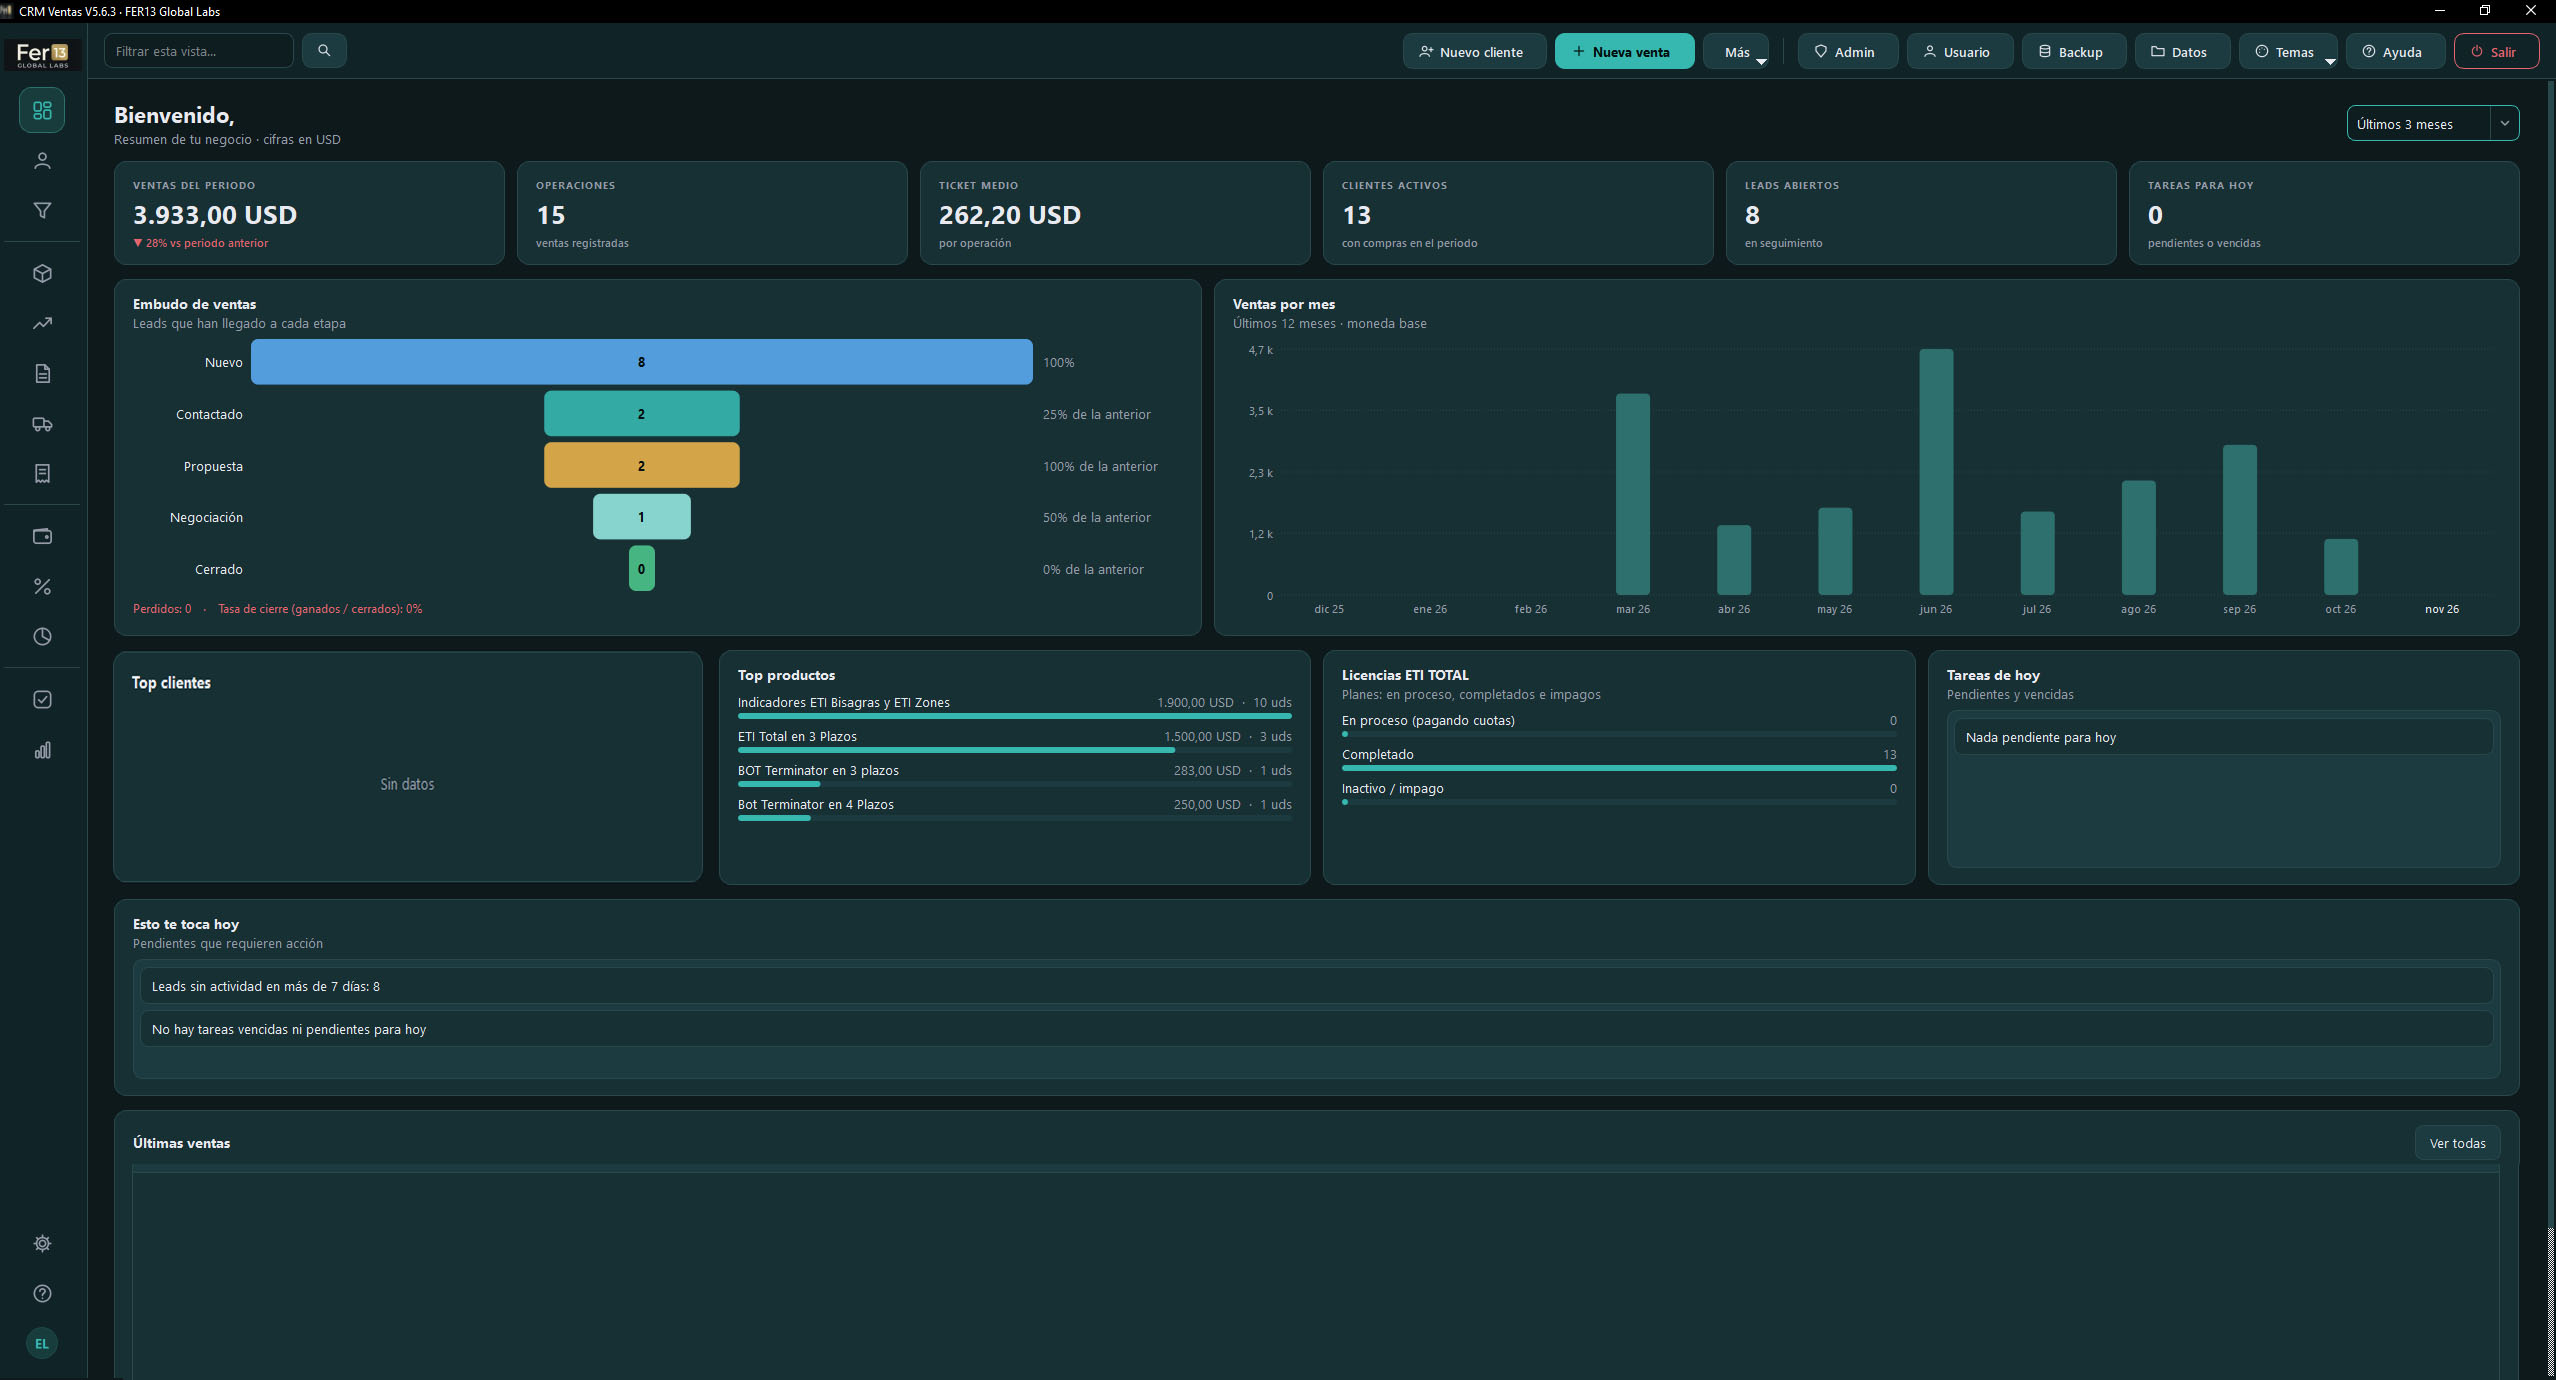 CRM Ventas V5.6.3 · FER13 Global Labs
Fer 13
GLOBAL LABS
Filtrar esta vista...
Nuevo cliente
Nueva venta
Más
Admin
Usuario
Backup
Datos
Temas
Ayuda
Salir
Bienvenido,
Resumen de tu negocio · cifras en USD
Últimos 3 meses
VENTAS DEL PERIODO
3.933,00 USD
▼ 28% vs periodo anterior
OPERACIONES
15
ventas registradas
TICKET MEDIO
262,20 USD
por operación
CLIENTES ACTIVOS
13
con compras en el periodo
LEADS ABIERTOS
8
en seguimiento
TAREAS PARA HOY
0
pendientes o vencidas
Embudo de ventas
Leads que han llegado a cada etapa
Nuevo 8 100%
Contactado 2 25% de la anterior
Propuesta 2 100% de la anterior
Negociación 1 50% de la anterior
Cerrado 0 0% de la anterior
Perdidos: 0 · Tasa de cierre (ganados / cerrados): 0%
Ventas por mes
Últimos 12 meses · moneda base
4,7 k
3,5 k
2,3 k
1,2 k
0
dic 25 ene 26 feb 26 mar 26 abr 26 may 26 jun 26 jul 26 ago 26 sep 26 oct 26 nov 26
Top clientes
Sin datos
Top productos
Indicadores ETI Bisagras y ETI Zones 1.900,00 USD · 10 uds
ETI Total en 3 Plazos 1.500,00 USD · 3 uds
BOT Terminator en 3 plazos 283,00 USD · 1 uds
Bot Terminator en 4 Plazos 250,00 USD · 1 uds
Licencias ETI TOTAL
Planes: en proceso, completados e impagos
En proceso (pagando cuotas) 0
Completado 13
Inactivo / impago 0
Tareas de hoy
Pendientes y vencidas
Nada pendiente para hoy
Esto te toca hoy
Pendientes que requieren acción
Leads sin actividad en más de 7 días: 8
No hay tareas vencidas ni pendientes para hoy
Últimas ventas
Ver todas
EL